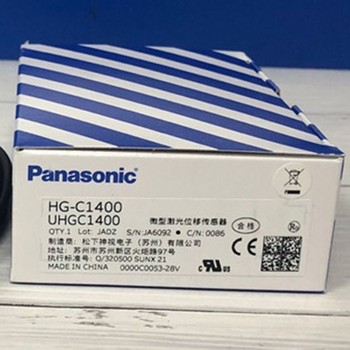 Panasonic
HG-C1400
UHGC1400 微型激光位移传感器
QTY.1 Lot: JADZ S/N:JA6092 • C/N:0086
制造商: 松下神视电子(苏州)有限公司
地址: 苏州市苏州新区火炬路97号
执行标准号: Q/320500 SUNX 21
MADE IN CHINA 0000C0053-28V
合格
CE
c RU us